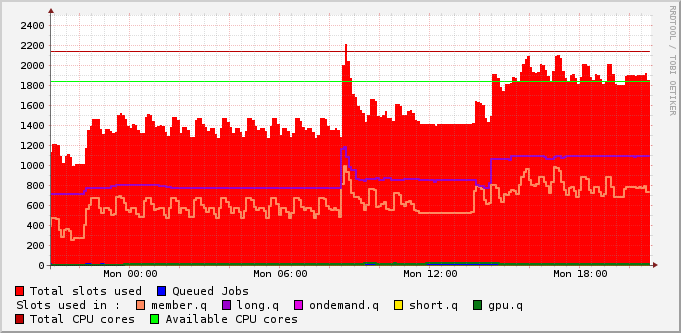 2400
2200
2000
1800
1600
1400
1200
1000
800
600
400
200
0
Mon 00:00 Mon 06:00 Mon 12:00 Mon 18:00
Total slots used Queued Jobs
Slots used in : member.q long.q ondemand.q short.q gpu.q
Total CPU cores Available CPU cores
RRDTOOL / TOBI OETIKER